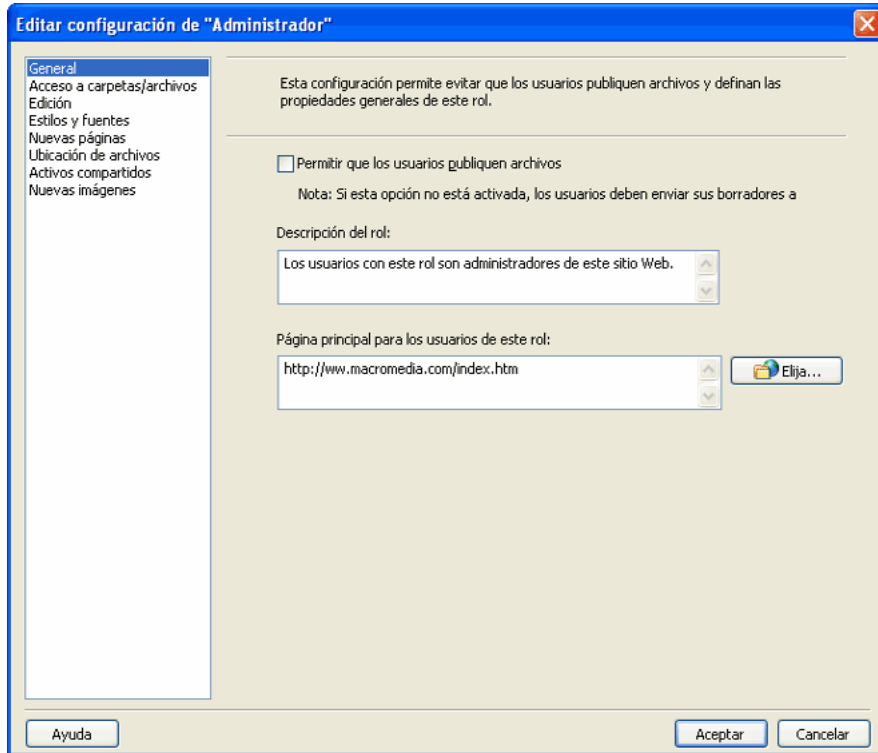 Editar configuración de "Administrador"
General
Acceso a carpetas/archivos
Edición
Estilos y fuentes
Nuevas páginas
Ubicación de archivos
Activos compartidos
Nuevas imágenes
Esta configuración permite evitar que los usuarios publiquen archivos y definan las
propiedades generales de este rol.
Permitir que los usuarios publiquen archivos
Nota: Si esta opción no está activada, los usuarios deben enviar sus borradores a
Descripción del rol:
Los usuarios con este rol son administradores de este sitio Web.
Página principal para los usuarios de este rol:
http://ww.macromedia.com/index.htm
Elija...
Ayuda
Aceptar
Cancelar